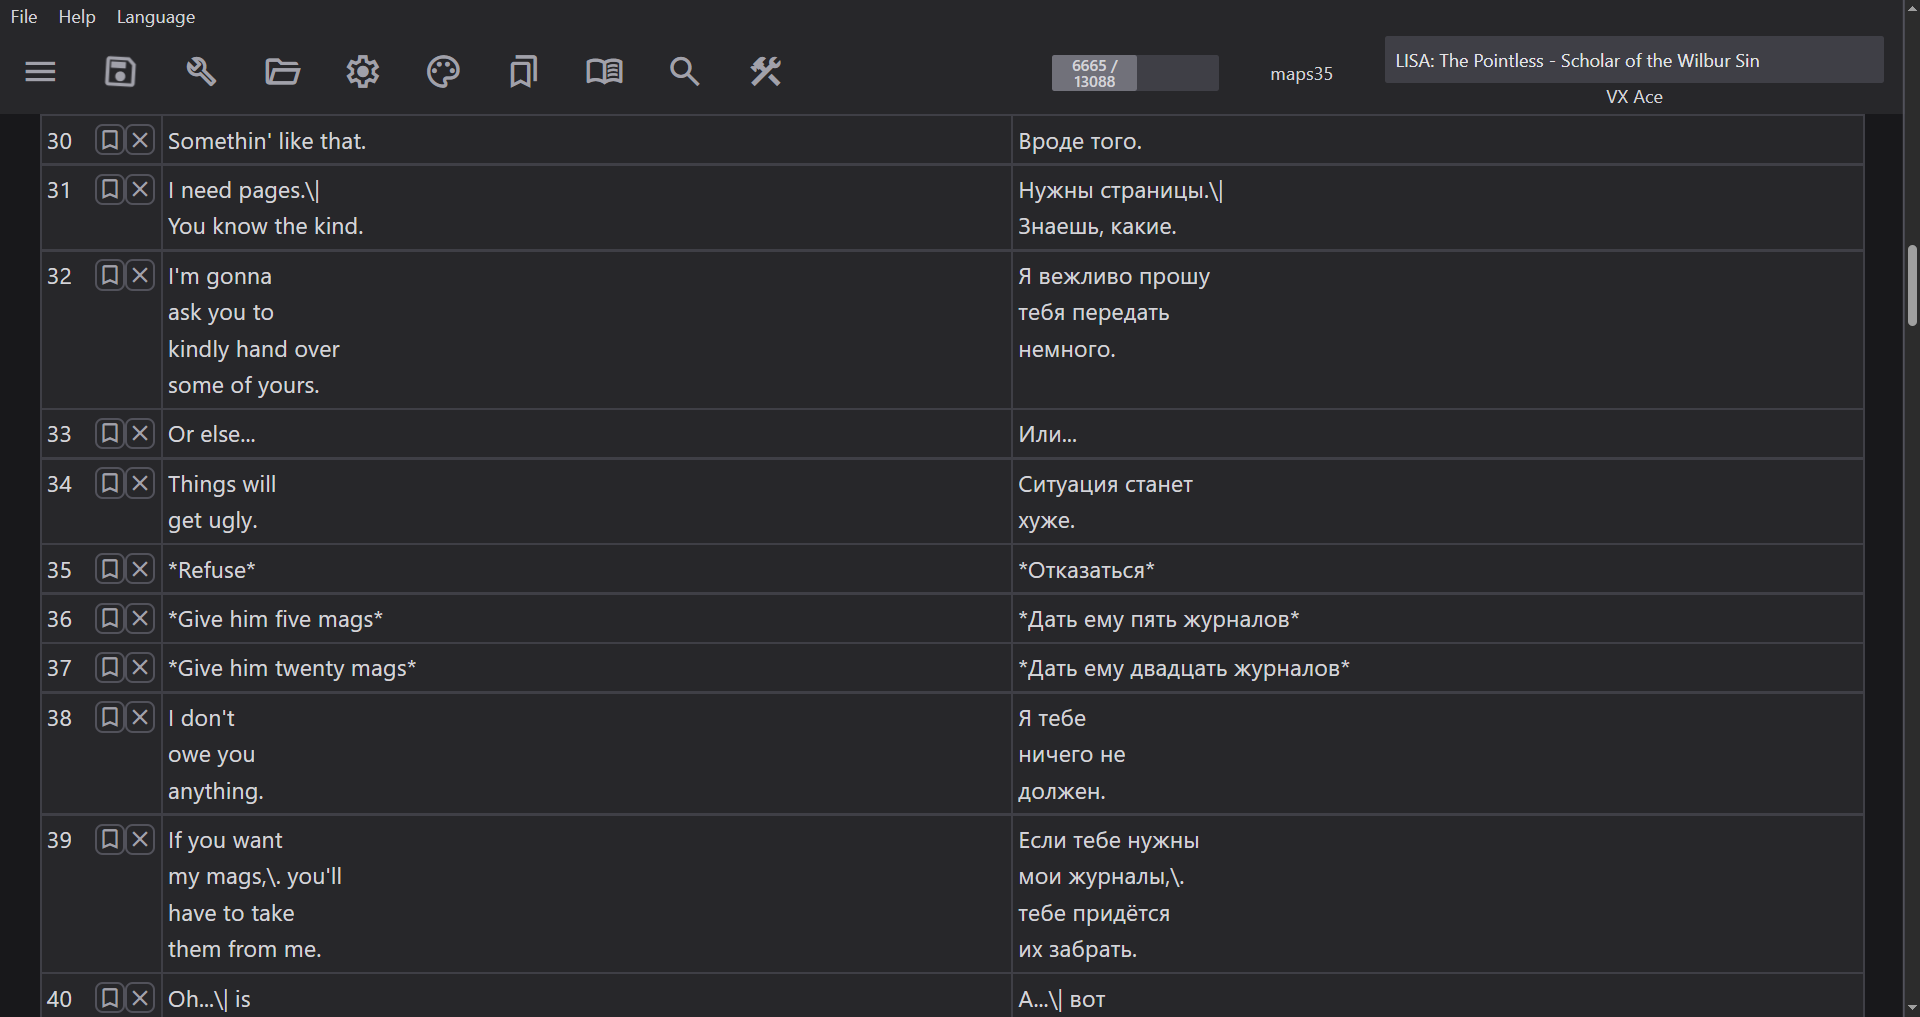 File Help Language
6665 /
13088
maps35
LISA: The Pointless - Scholar of the Wilbur Sin
VX Ace
30 Somethin' like that. Вроде того.
31 I need pages.\| Нужны страницы.\|
You know the kind. Знаешь, какие.
32 I'm gonna Я вежливо прошу
ask you to тебя передать
kindly hand over немного.
some of yours.
33 Or else... Или...
34 Things will Ситуация станет
get ugly. хуже.
35 *Refuse* *Отказаться*
36 *Give him five mags* *Дать ему пять журналов*
37 *Give him twenty mags* *Дать ему двадцать журналов*
38 I don't Я тебе
owe you ничего не
anything. должен.
39 If you want Если тебе нужны
my mags,\. you'll мои журналы,\.
have to take тебе придётся
them from me. их забрать.
40 Oh...\| is А...\| вот